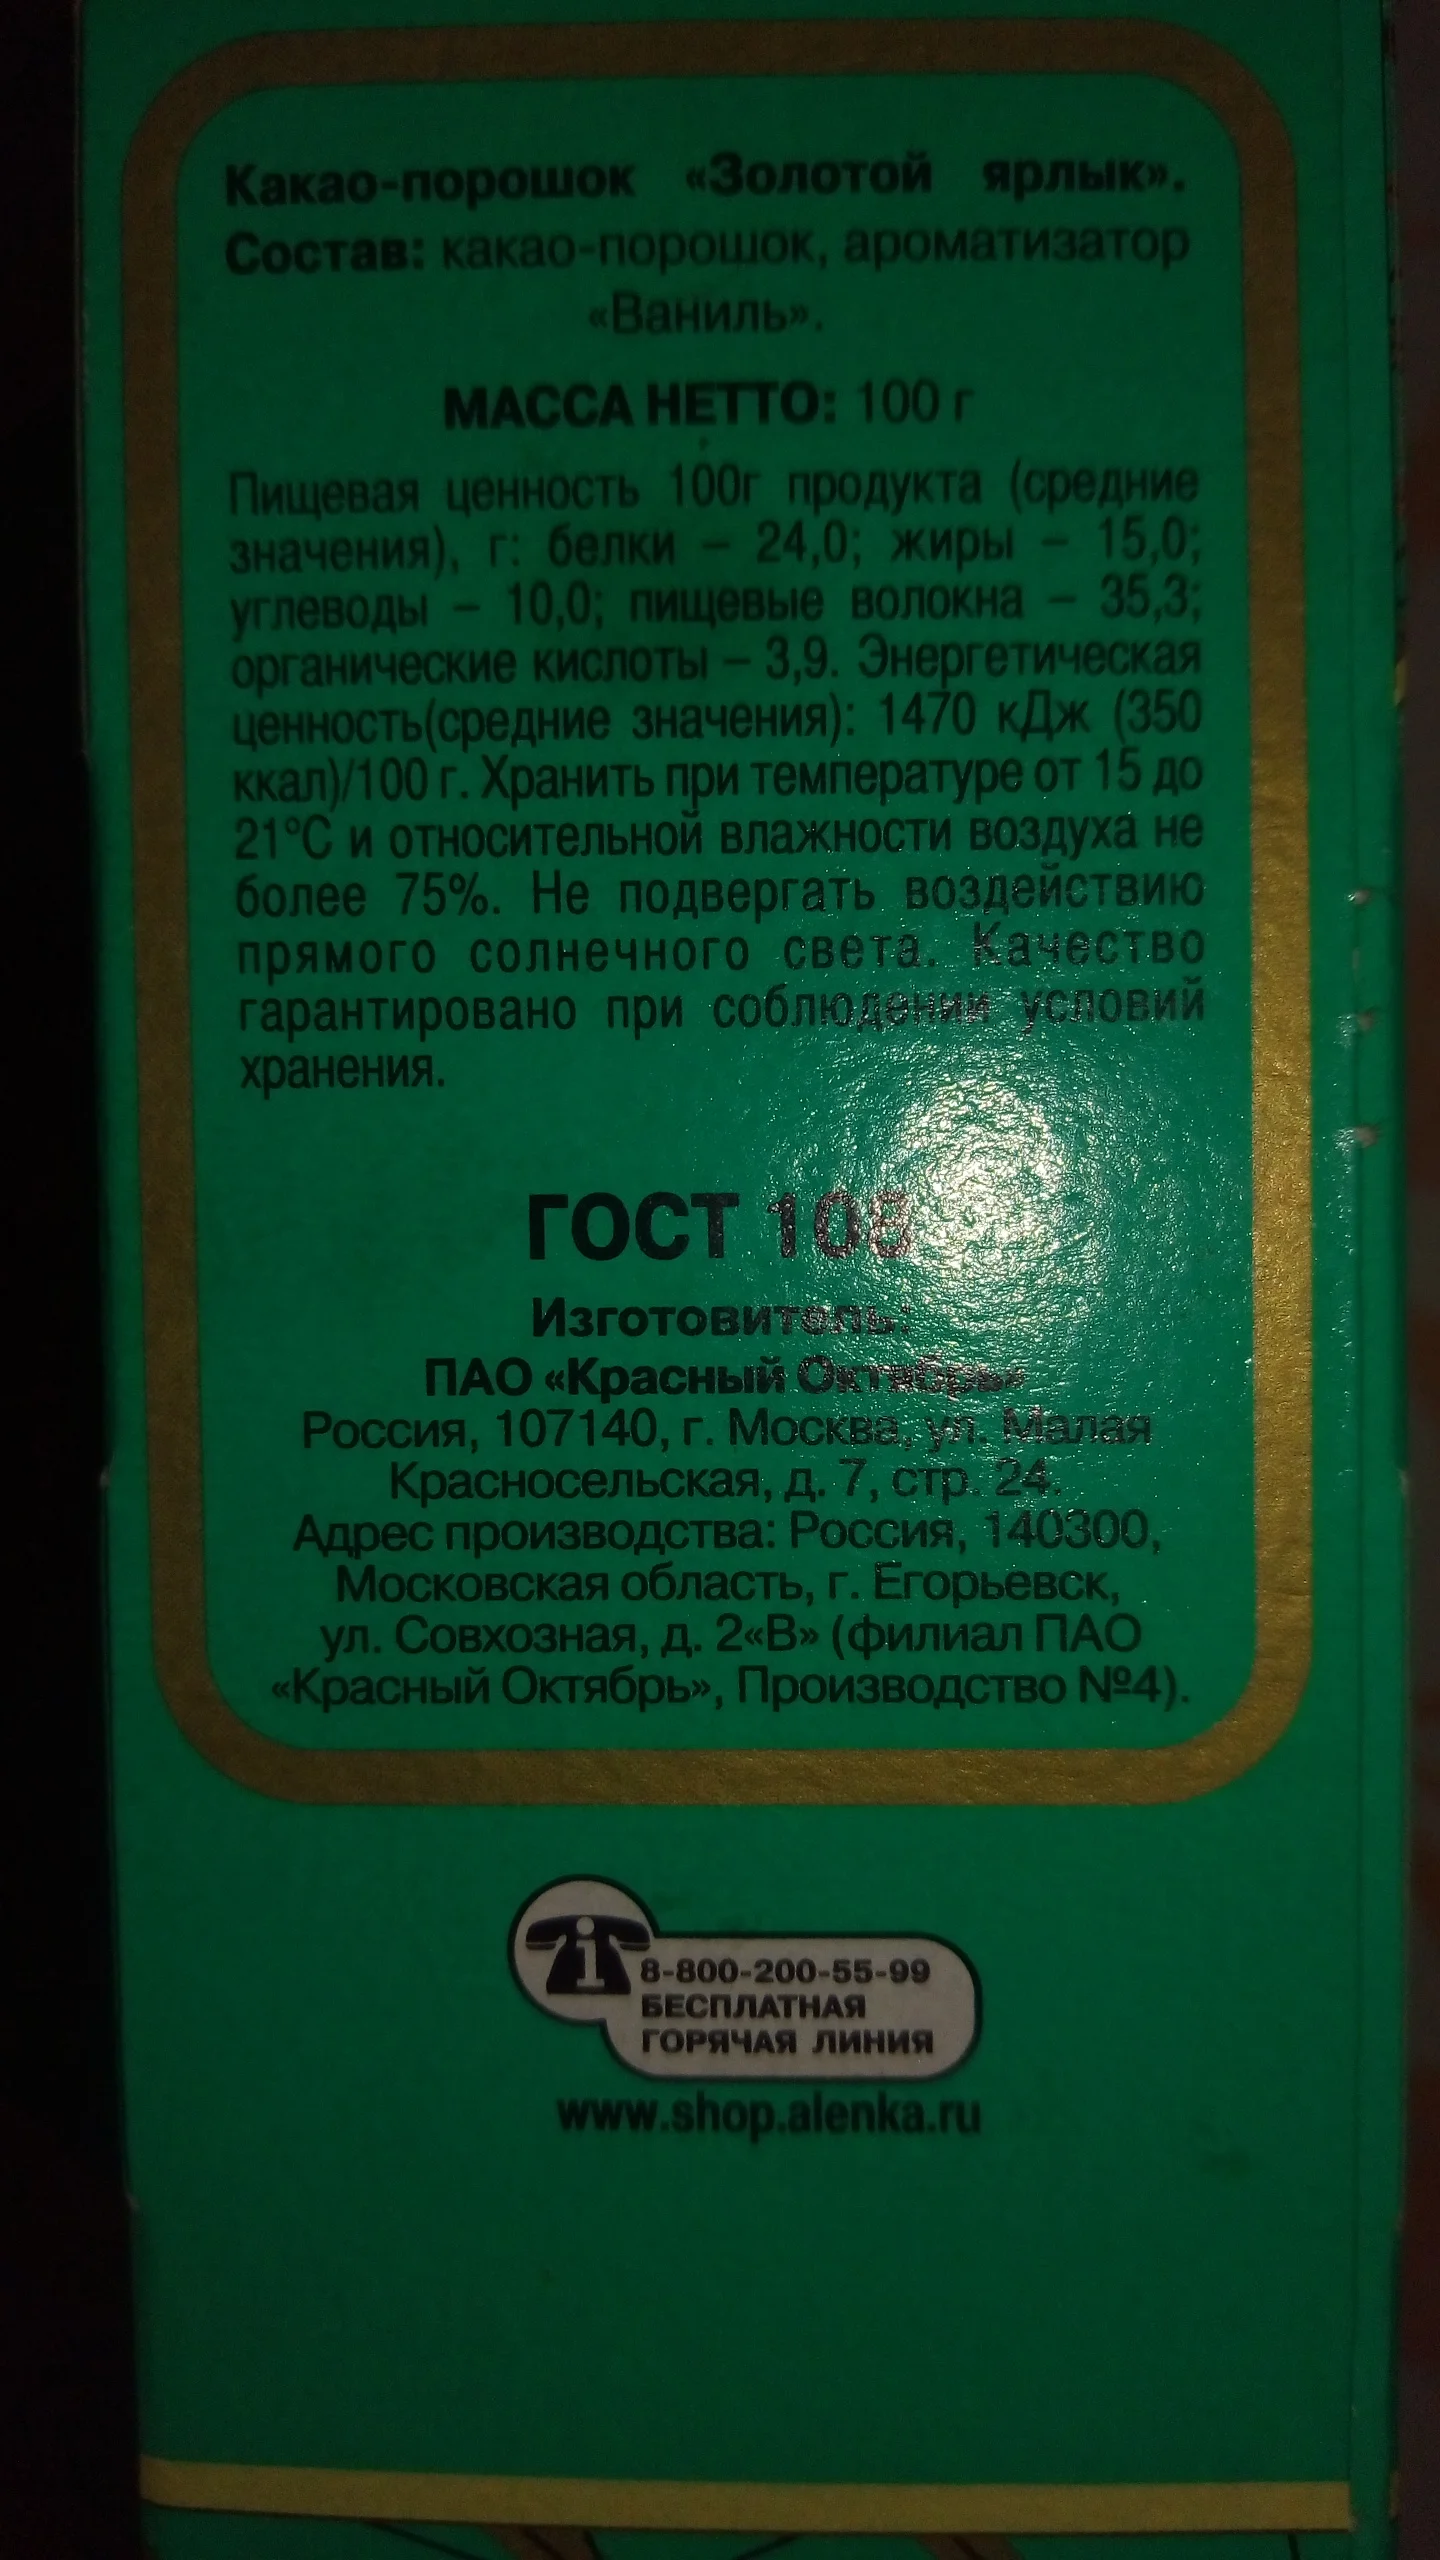 Какао-порошок «Золотой ярлык».
Состав: какао-порошок, ароматизатор
«Ваниль».
МАССА НЕТТО: 100 г
Пищевая ценность 100г продукта (средние
значения), г: белки – 24,0; жиры – 15,0;
углеводы – 10,0; пищевые волокна – 35,3;
органические кислоты – 3,9. Энергетическая
ценность(средние значения): 1470 кДж (350
ккал)/100 г. Хранить при температуре от 15 до
21°С и относительной влажности воздуха не
более 75%. Не подвергать воздействию
прямого солнечного света. Качество
гарантировано при соблюдении условий
хранения.
ГОСТ 108
Изготовитель:
ПАО «Красный Октябрь»
Россия, 107140, г. Москва, ул. Малая
Красносельская, д. 7, стр. 24.
Адрес производства: Россия, 140300,
Московская область, г. Егорьевск,
ул. Совхозная, д. 2«В» (филиал ПАО
«Красный Октябрь», Производство №4).
8-800-200-55-99
БЕСПЛАТНАЯ
ГОРЯЧАЯ ЛИНИЯ
www.shop.alenka.ru